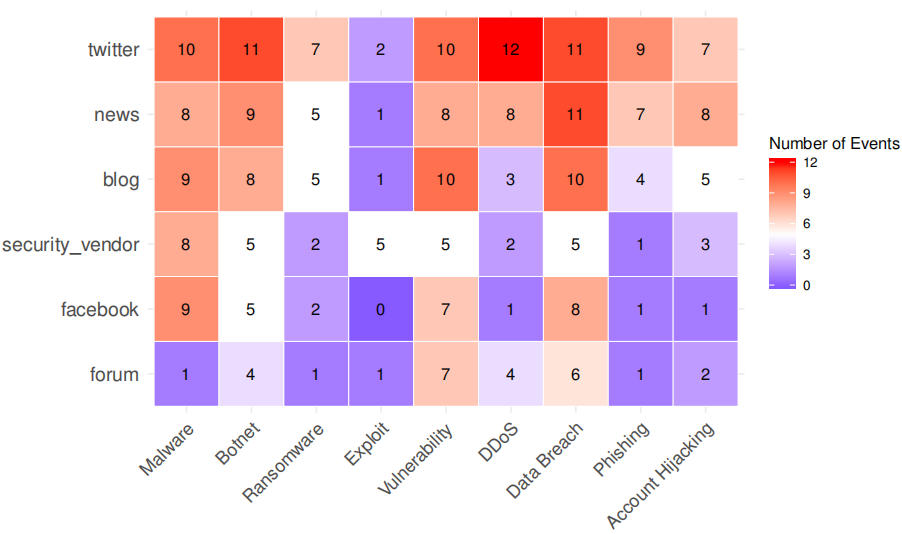 twitter 10 11 7 2 10 12 11 9 7
news 8 9 5 1 8 8 11 7 8
blog 9 8 5 1 10 3 10 4 5
security_vendor 8 5 2 5 5 2 5 1 3
facebook 9 5 2 0 7 1 8 1 1
forum 1 4 1 1 7 4 6 1 2
Malware Botnet Ransomware Exploit Vulnerability DDoS Data Breach Phishing Account Hijacking
Number of Events
12
9
6
3
0